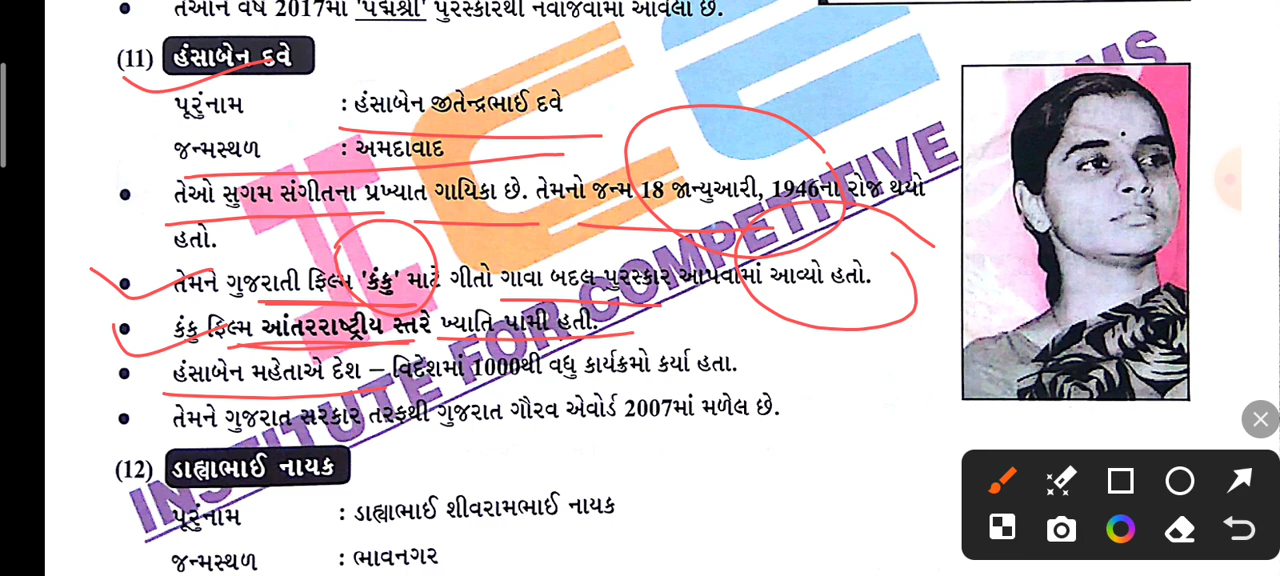 • તેઓને વર્ષ 2017માં 'પદ્મશ્રી' પુરસ્કારથી નવાજવામાં આવેલા છે.
(11) હંસાબેન દવે
પૂરુંનામ : હંસાબેન જીતેન્દ્રભાઈ દવે
જન્મસ્થળ : અમદાવાદ
• તેઓ સુગમ સંગીતના પ્રખ્યાત ગાયિકા છે. તેમનો જન્મ 18 જાન્યુઆરી, 1946ના રોજ થયો
હતો.
• તેમને ગુજરાતી ફિલ્મ 'કંકુ' માટે ગીતો ગાવા બદલ પુરસ્કાર આપવામાં આવ્યો હતો.
• કંકુ ફિલ્મ આંતરરાષ્ટ્રીય સ્તરે ખ્યાતિ પામી હતી.
• હંસાબેન મહેતાએ દેશ – વિદેશમાં 1000થી વધુ કાર્યક્રમો કર્યા હતા.
• તેમને ગુજરાત સરકાર તરફથી ગુજરાત ગૌરવ એવોર્ડ 2007માં મળેલ છે.
(12) ડાહ્યાભાઈ નાયક
પૂરુંનામ : ડાહ્યાભાઈ શીવરામભાઈ નાયક
જન્મસ્થળ : ભાવનગર
INSTITUTE FOR COMPETITIVE